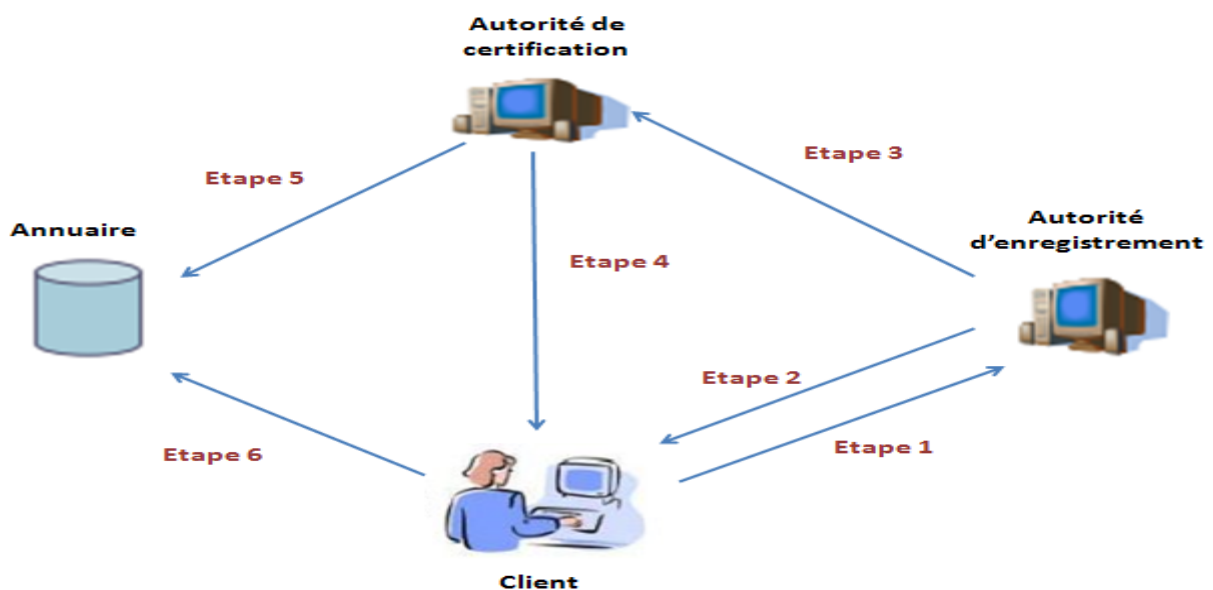 Autorité de
certification
Etape 3
Etape 5
Annuaire
Autorité
d’enregistrement
Etape 4
Etape 2
Etape 1
Etape 6
Client